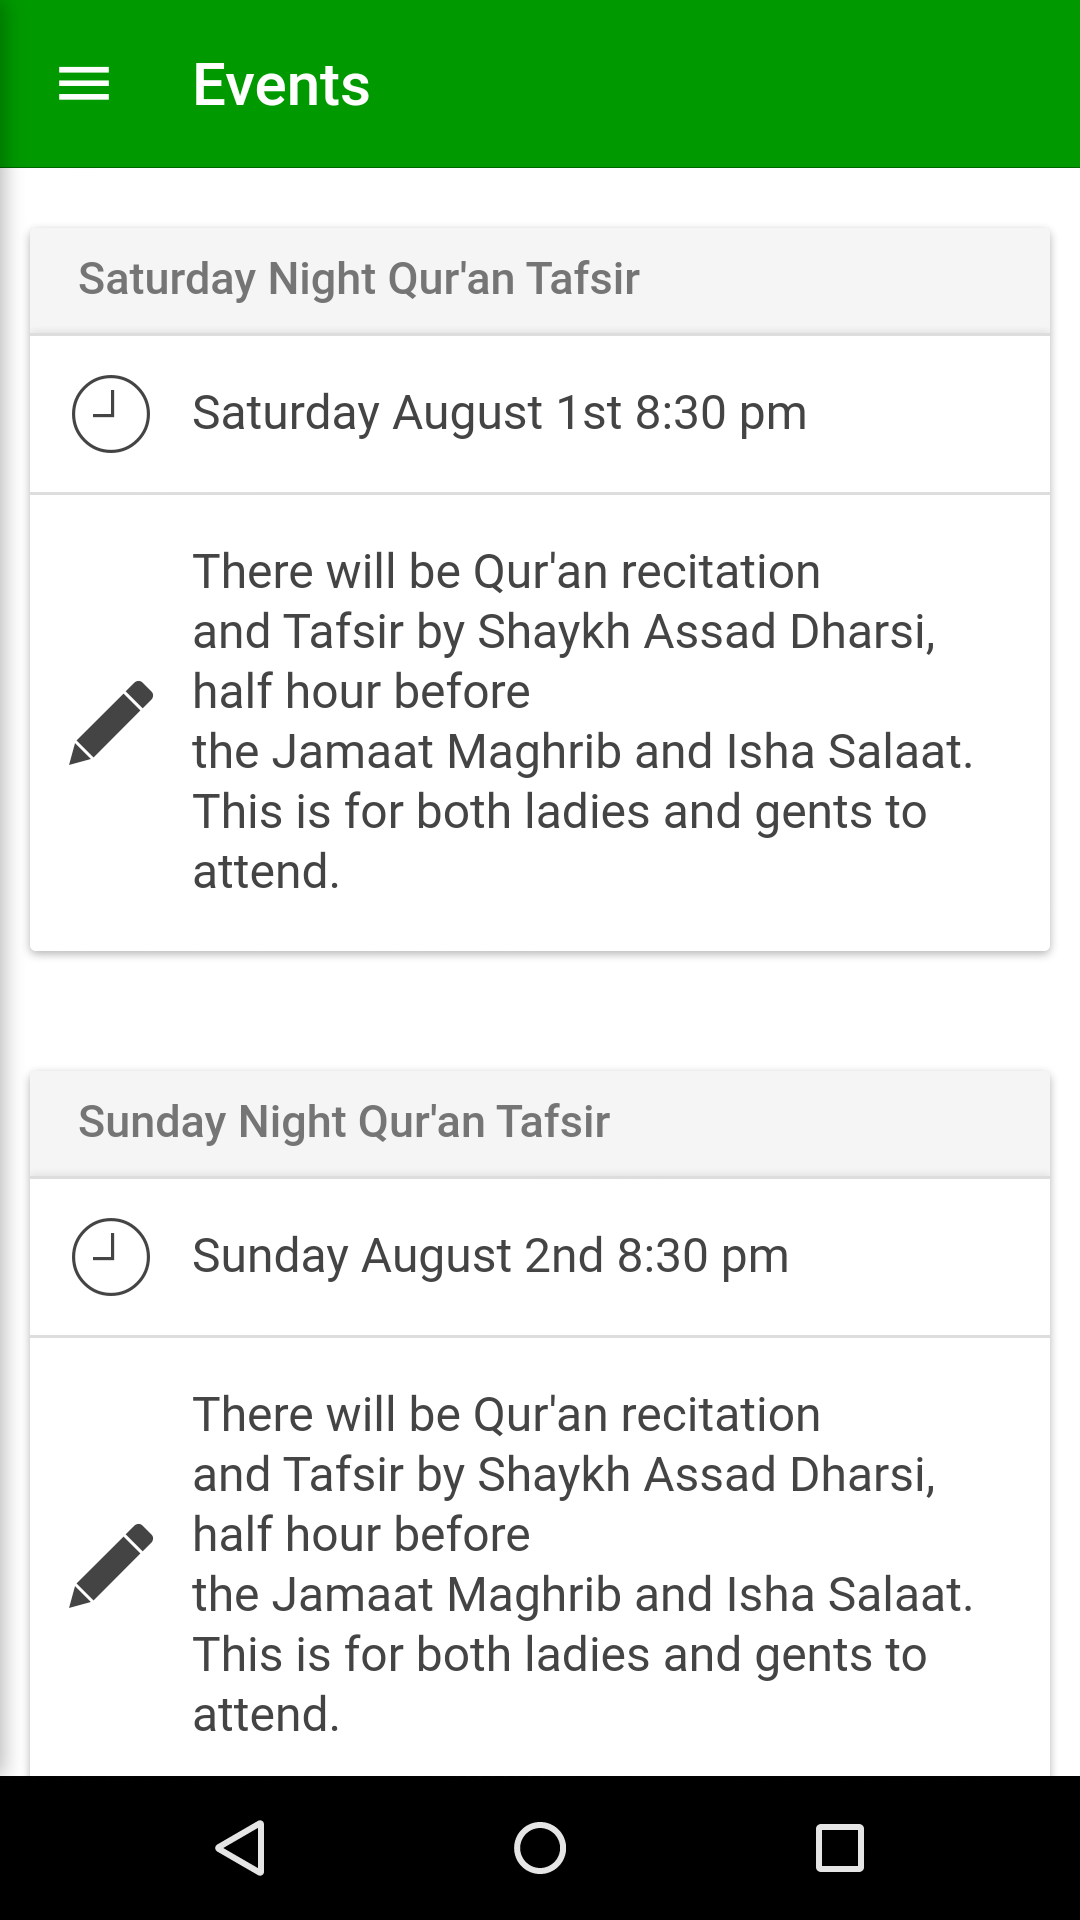 Events
Saturday Night Qur'an Tafsir
Saturday August 1st 8:30 pm
There will be Qur'an recitation
and Tafsir by Shaykh Assad Dharsi,
half hour before
the Jamaat Maghrib and Isha Salaat.
This is for both ladies and gents to
attend.
Sunday Night Qur'an Tafsir
Sunday August 2nd 8:30 pm
There will be Qur'an recitation
and Tafsir by Shaykh Assad Dharsi,
half hour before
the Jamaat Maghrib and Isha Salaat.
This is for both ladies and gents to
attend.